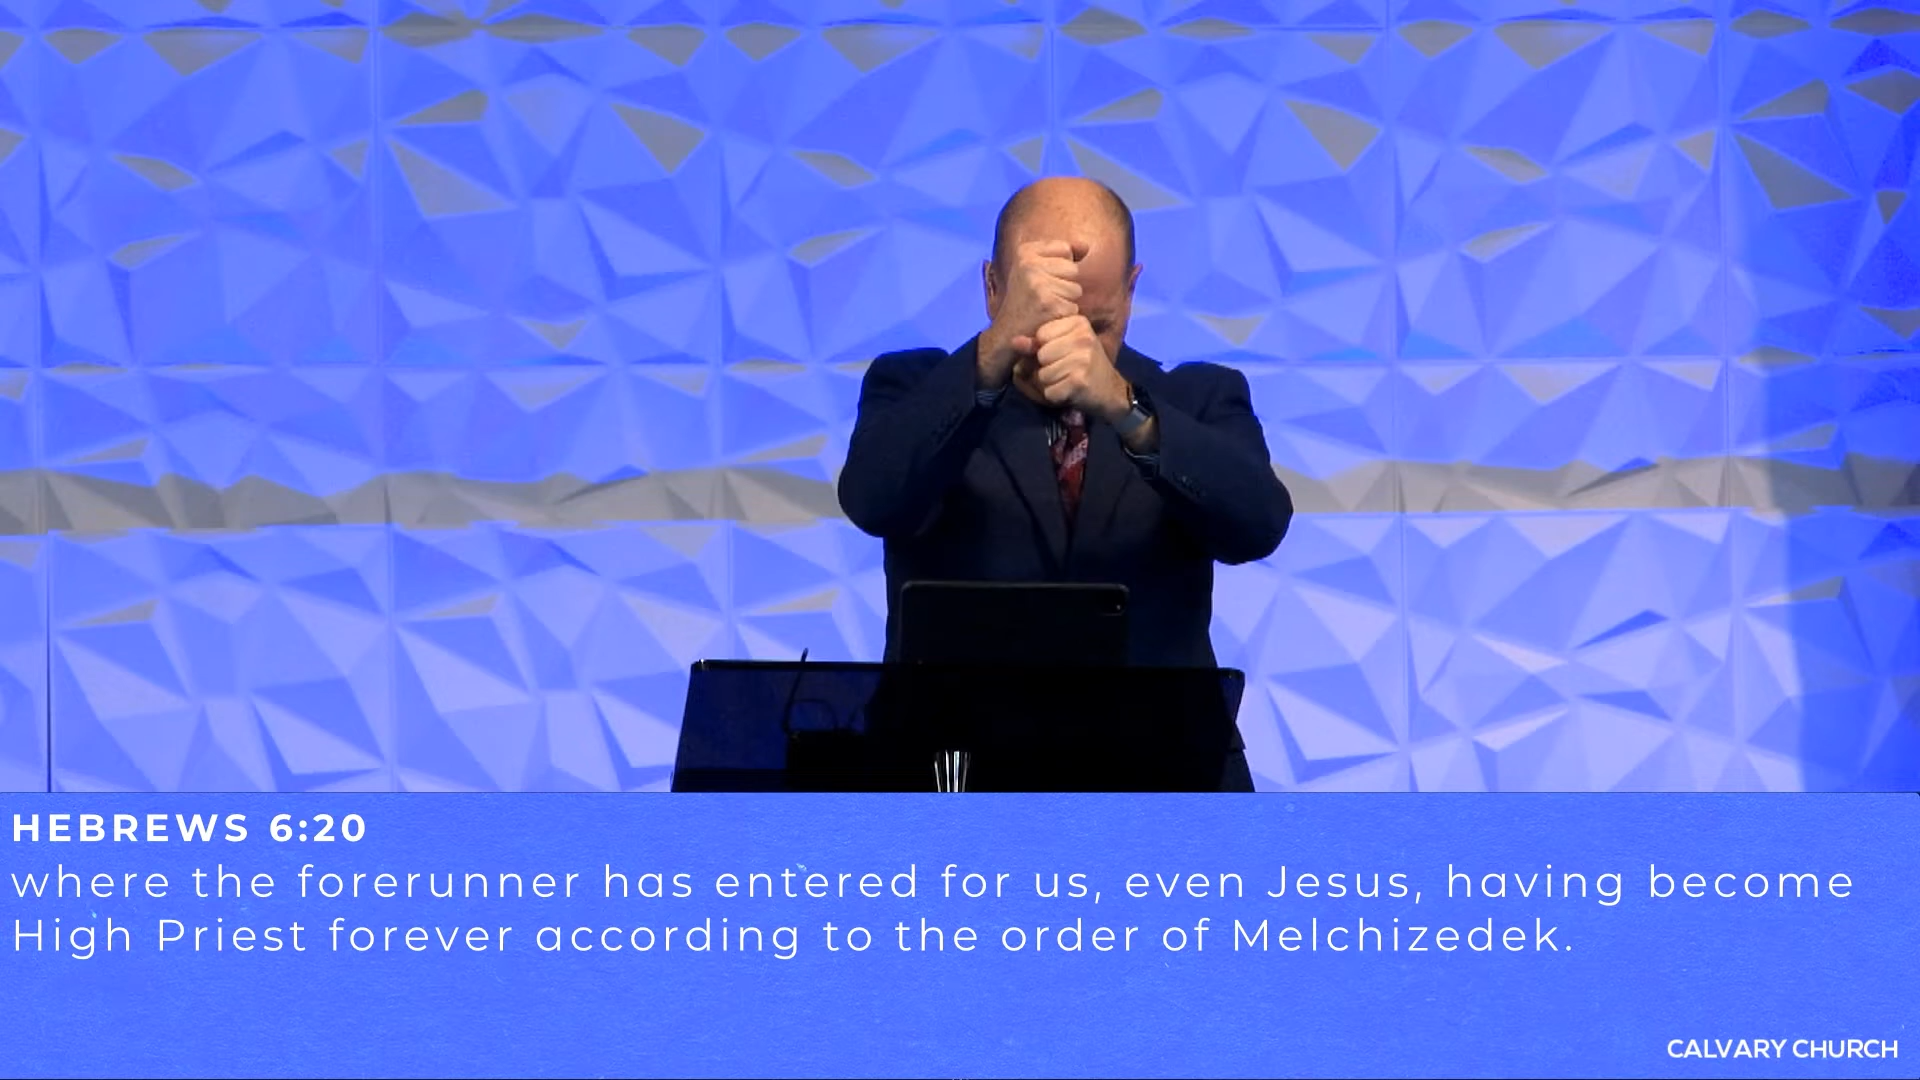 HEBREWS 6:20
where the forerunner has entered for us, even Jesus, having become
High Priest forever according to the order of Melchizedek.
CALVARY CHURCH